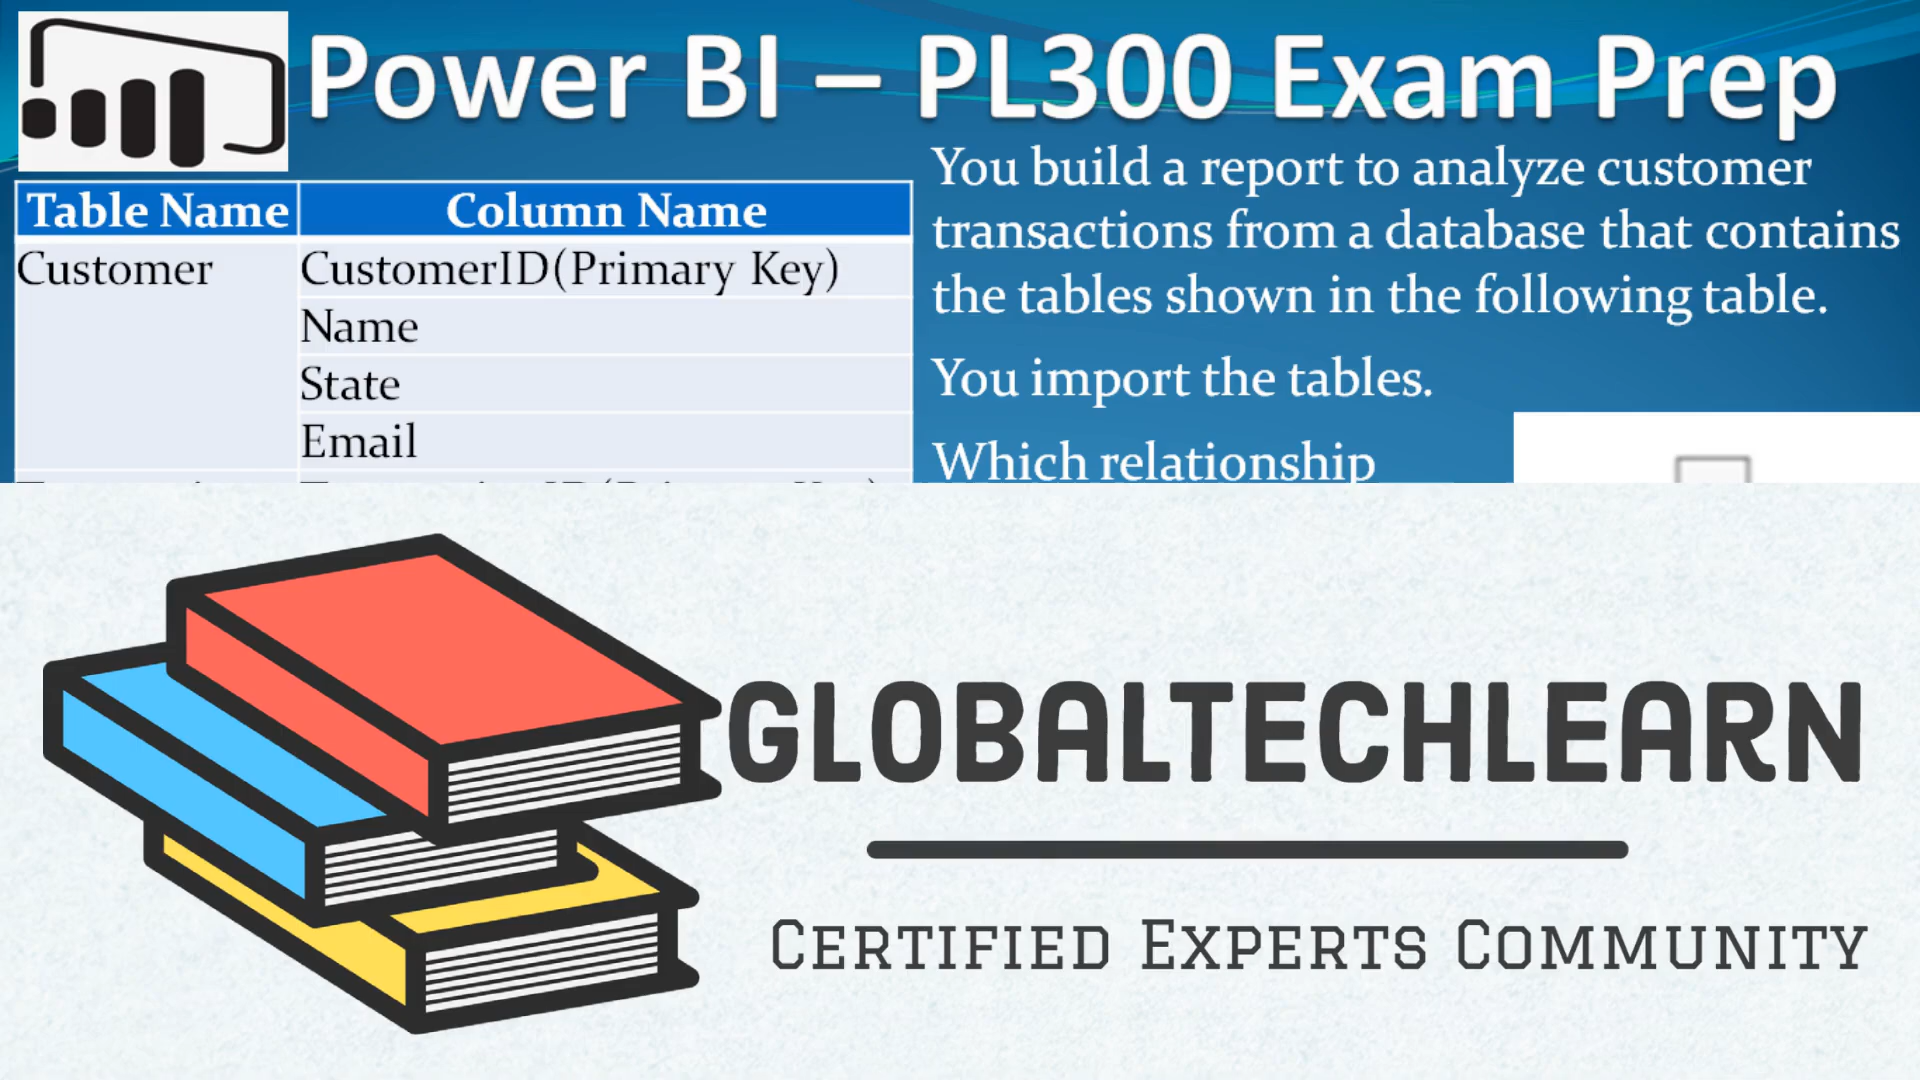 Power BI – PL300 Exam Prep
Table Name Column Name
Customer CustomerID(Primary Key)
Name
State
Email
You build a report to analyze customer
transactions from a database that contains
the tables shown in the following table.
You import the tables.
Which relationship
GLOBALTECHLEARN
CERTIFIED EXPERTS COMMUNITY